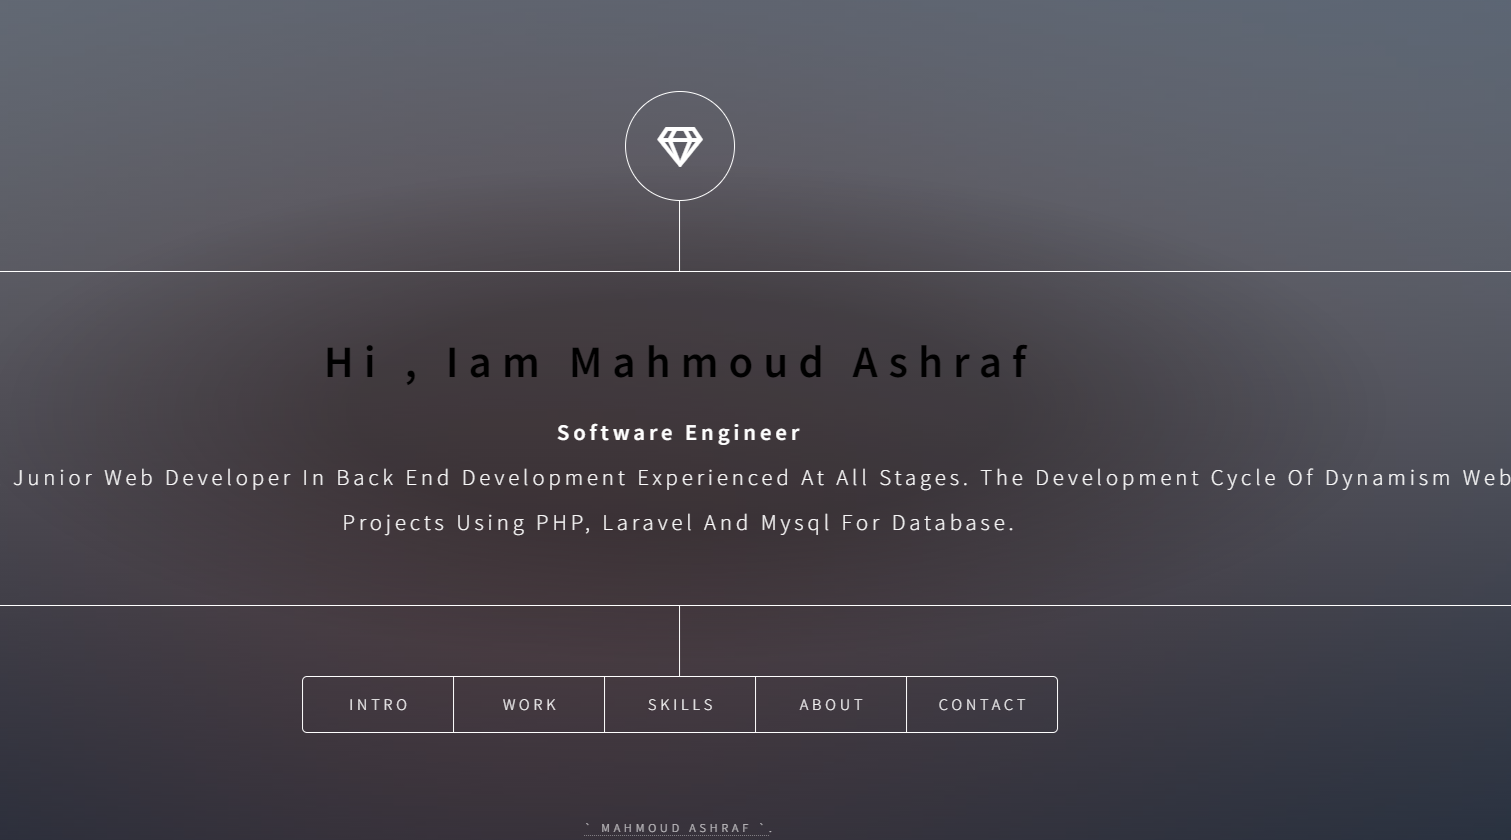 Hi , Iam Mahmoud Ashraf
Software Engineer
Junior Web Developer In Back End Development Experienced At All Stages. The Development Cycle Of Dynamism Web
Projects Using PHP, Laravel And Mysql For Database.
INTRO WORK SKILLS ABOUT CONTACT
` MAHMOUD ASHRAF `.